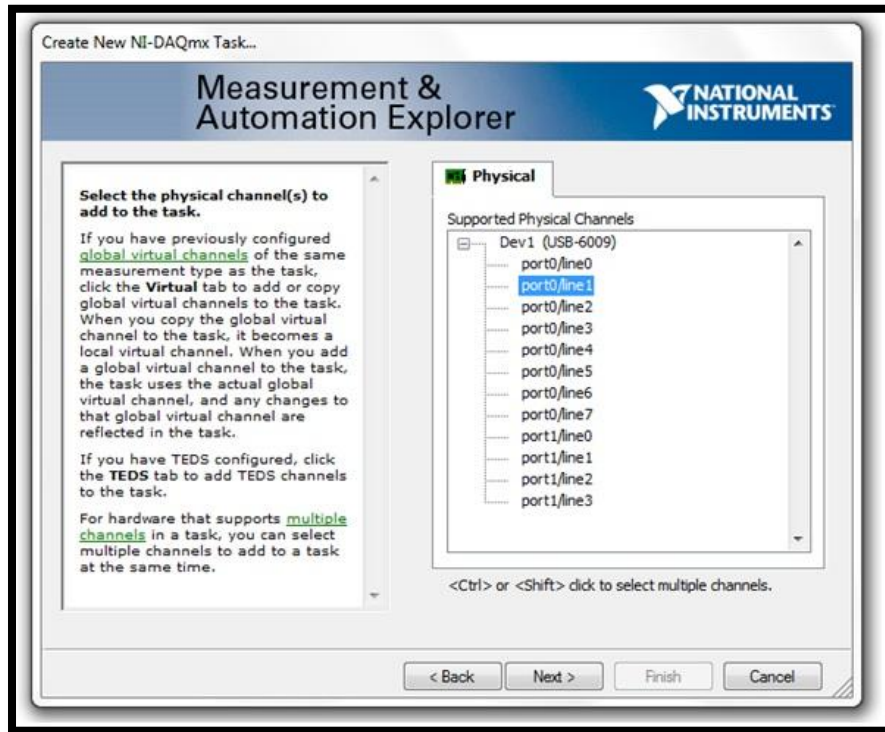 Create New NI-DAQmx Task...
Measurement &
Automation Explorer
NATIONAL
INSTRUMENTS
Select the physical channel(s) to
add to the task.
If you have previously configured
global virtual channels of the same
measurement type as the task,
click the Virtual tab to add or copy
global virtual channels to the task.
When you copy the global virtual
channel to the task, it becomes a
local virtual channel. When you add
a global virtual channel to the task,
the task uses the actual global
virtual channel, and any changes to
that global virtual channel are
reflected in the task.
If you have TEDS configured, click
the TEDS tab to add TEDS channels
to the task.
For hardware that supports multiple
channels in a task, you can select
multiple channels to add to a task
at the same time.
Physical
Supported Physical Channels
Dev1 (USB-6009)
port0/line0
port0/line1
port0/line2
port0/line3
port0/line4
port0/line5
port0/line6
port0/line7
port1/line0
port1/line1
port1/line2
port1/line3
<Ctrl> or <Shift> click to select multiple channels.
< Back
Next >
Finish
Cancel